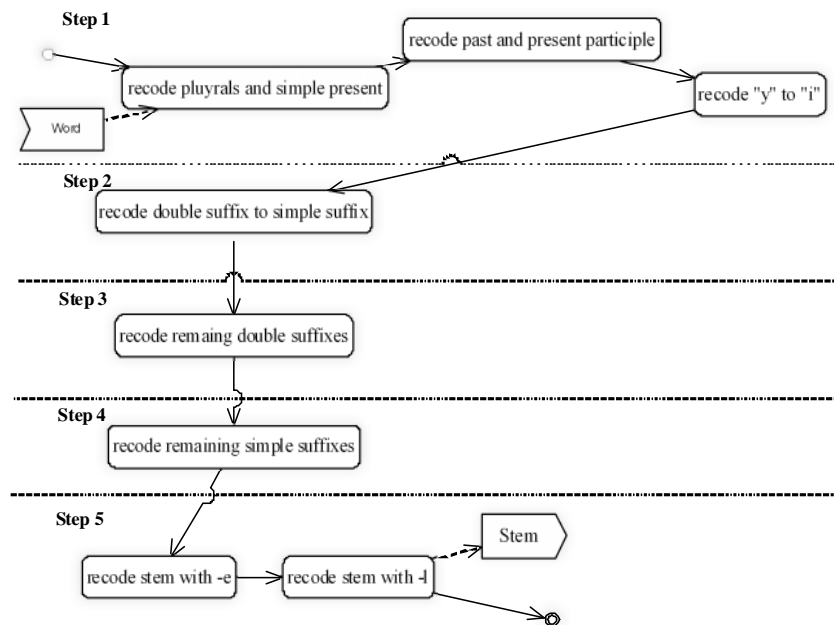 Step 1
recode past and present participle
recode pluyrals and simple present
recode "y" to "i"
Word
Step 2
recode double suffix to simple suffix
Step 3
recode remaing double suffixes
Step 4
recode remaining simple suffixes
Step 5
Stem
recode stem with -e
recode stem with -l